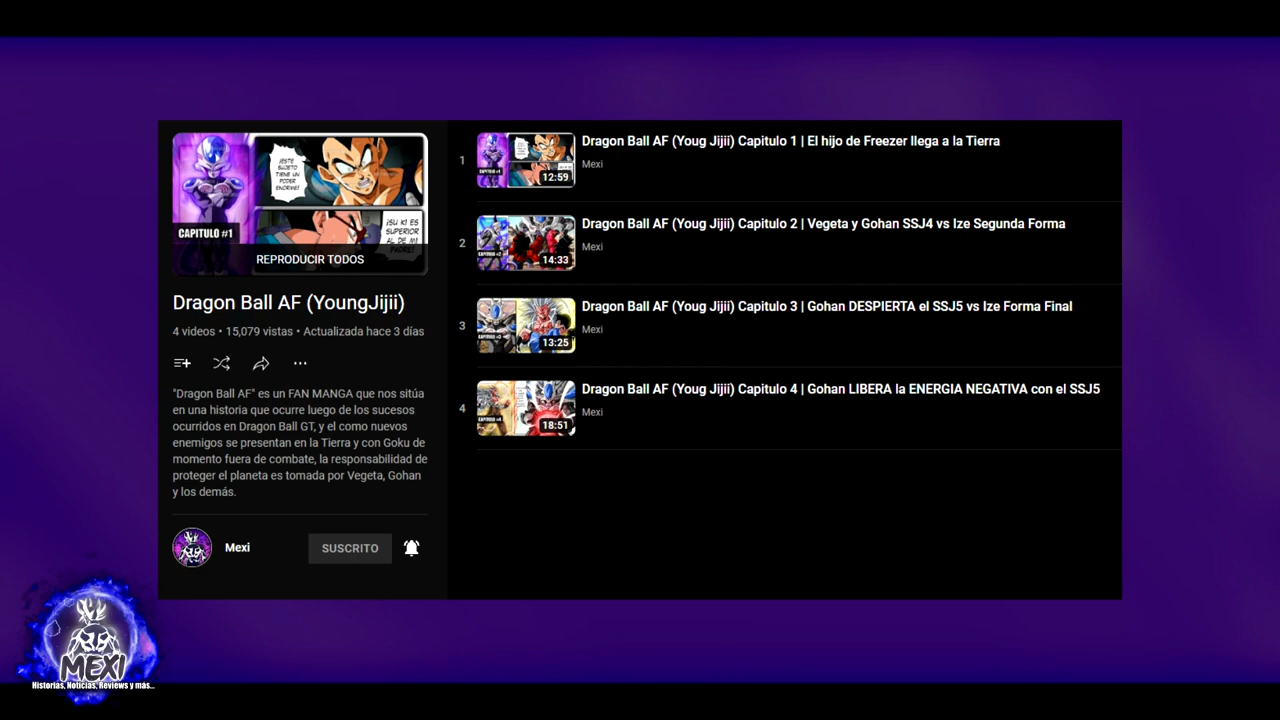 ¡ESTE
SUJETO
TIENE UN
PODER
ENORME!
¡SU KI ES
SUPERIOR
AL DE MI
CAPITULO #1
REPRODUCIR TODOS
Dragon Ball AF (YoungJijii)
4 videos • 15,079 vistas • Actualizada hace 3 días
"Dragon Ball AF" es un FAN MANGA que nos sitúa
en una historia que ocurre luego de los sucesos
ocurridos en Dragon Ball GT, y el como nuevos
enemigos se presentan en la Tierra y con Goku de
momento fuera de combate, la responsabilidad de
proteger el planeta es tomada por Vegeta, Gohan
y los demás.
Mexi
SUSCRITO
1
12:59
Dragon Ball AF (Youg Jijii) Capitulo 1 | El hijo de Freezer llega a la Tierra
Mexi
2
14:33
Dragon Ball AF (Youg Jijii) Capitulo 2 | Vegeta y Gohan SSJ4 vs Ize Segunda Forma
Mexi
3
13:25
Dragon Ball AF (Youg Jijii) Capitulo 3 | Gohan DESPIERTA el SSJ5 vs Ize Forma Final
Mexi
4
18:51
Dragon Ball AF (Youg Jijii) Capitulo 4 | Gohan LIBERA la ENERGIA NEGATIVA con el SSJ5
Mexi
MEXI
Historias, Noticias, Reviews y más...